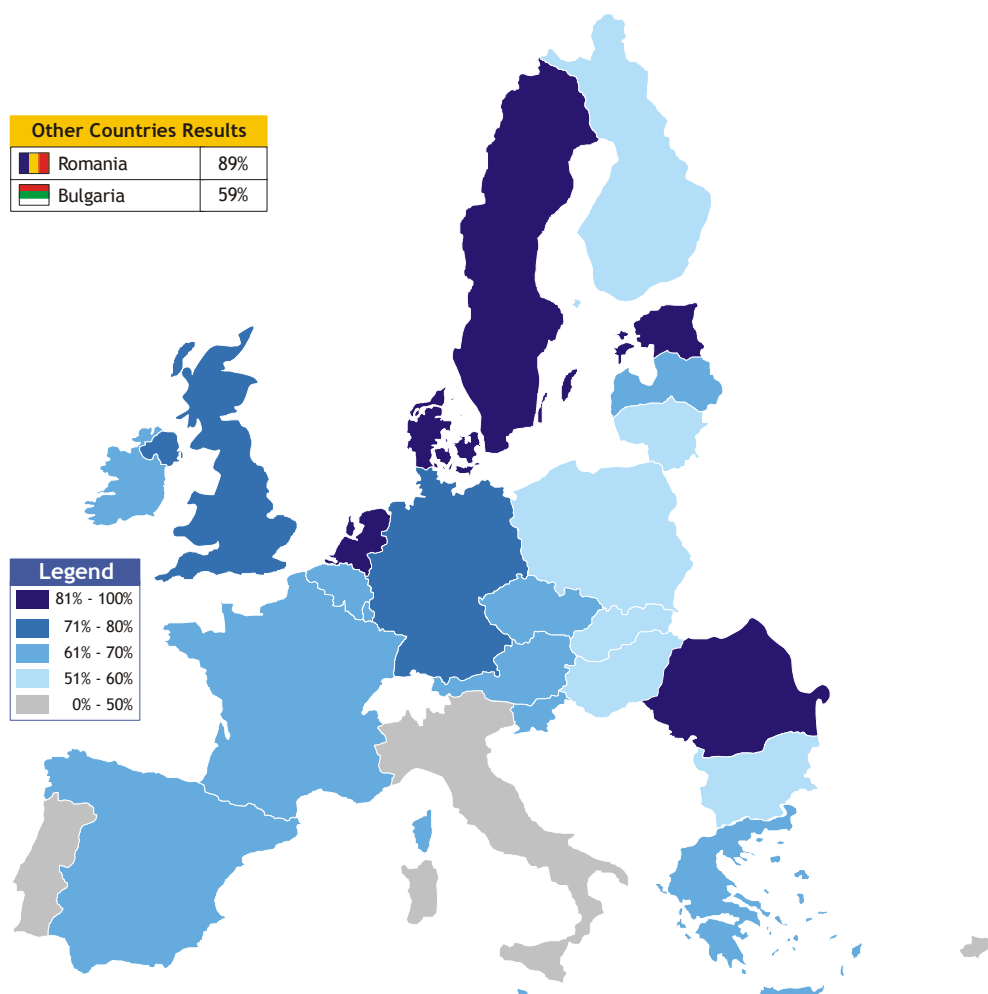 Other Countries Results
Romania 89%
Bulgaria 59%
Legend
81% - 100%
71% - 80%
61% - 70%
51% - 60%
0% - 50%